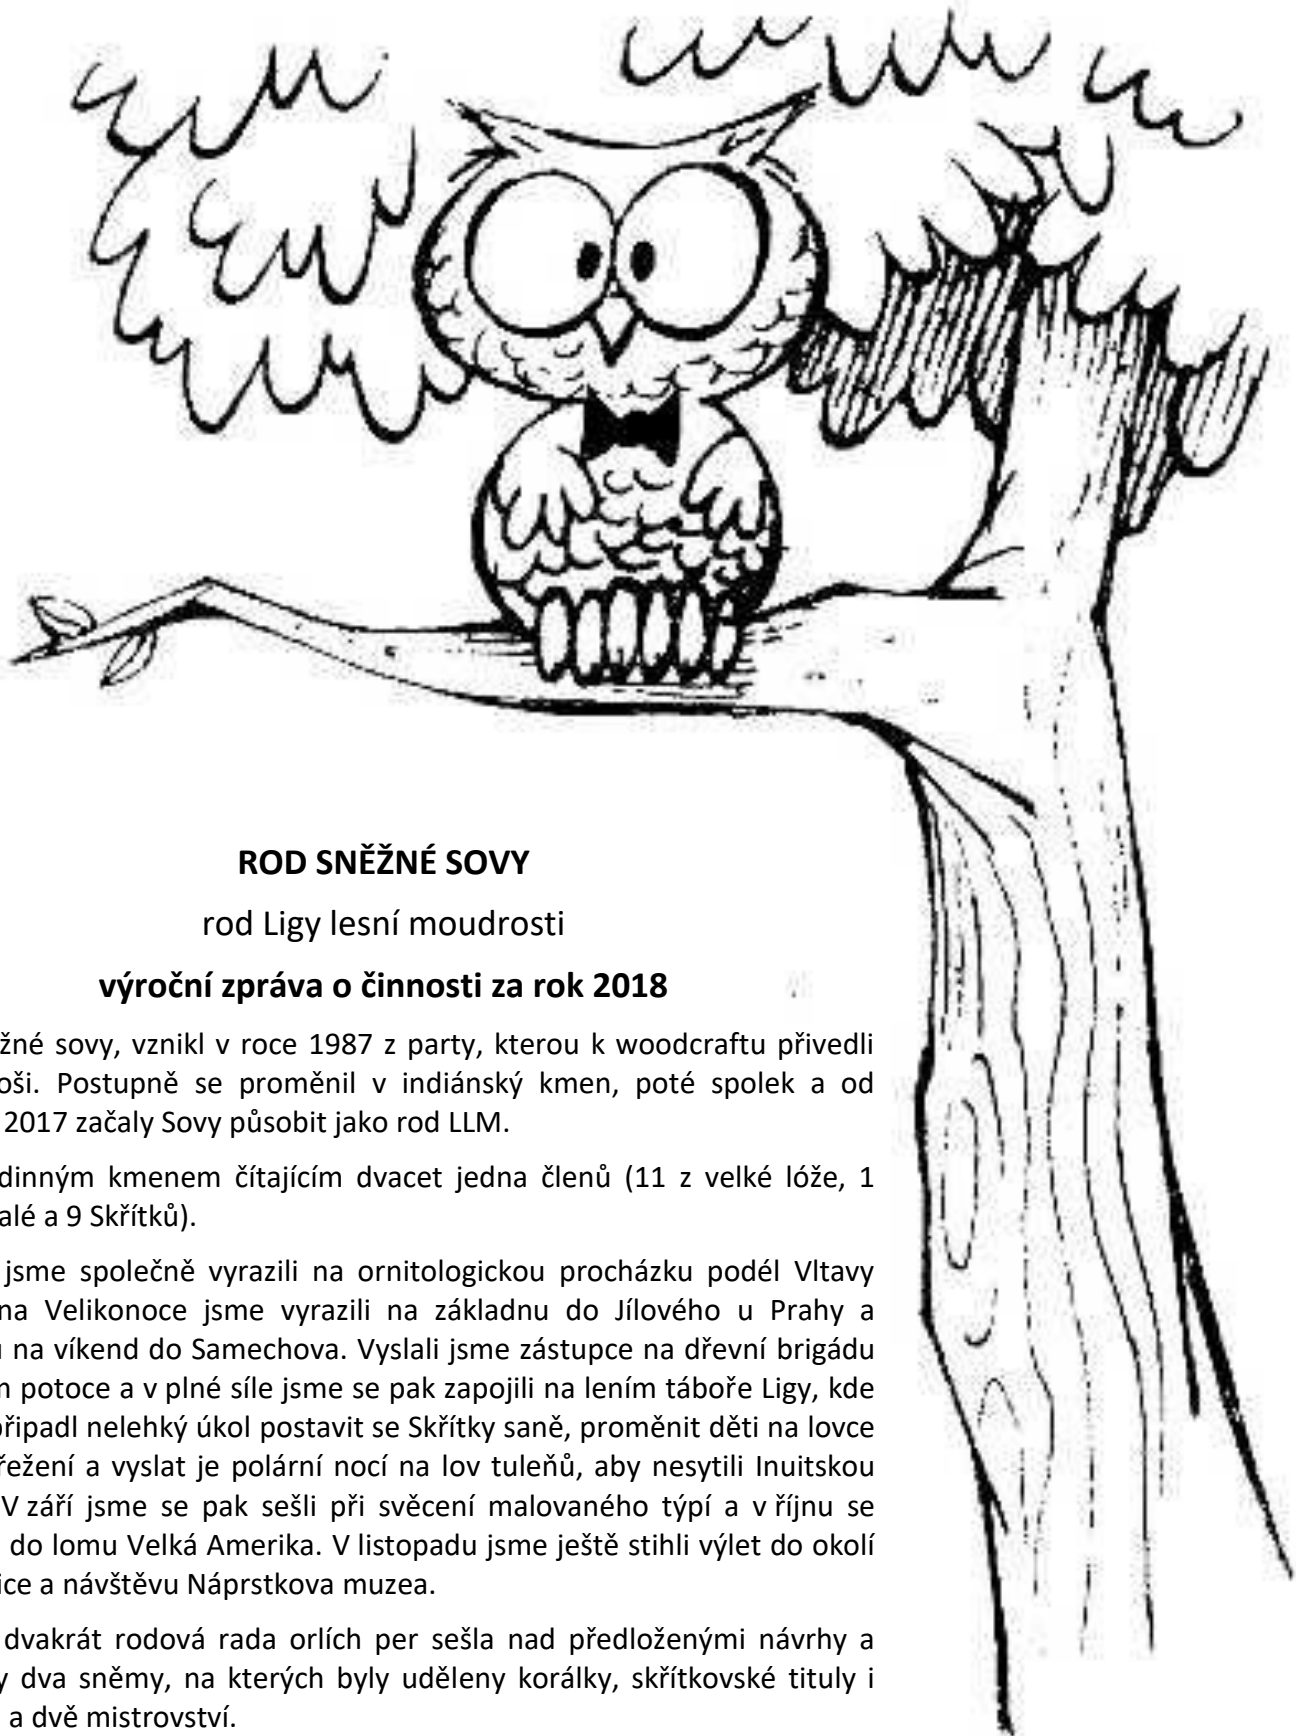 ROD SNĚŽNÉ SOVY
rod Ligy lesní moudrosti
výroční zpráva o činnosti za rok 2018
žné sovy, vznikl v roce 1987 z party, kterou k woodcraftu přivedli
oši. Postupně se proměnil v indiánský kmen, poté spolek a od
2017 začaly Sovy působit jako rod LLM.
dinným kmenem čítajícím dvacet jedna členů (11 z velké lóže, 1
alé a 9 Skřítků).
jsme společně vyrazili na ornitologickou procházku podél Vltavy
na Velikonoce jsme vyrazili na základnu do Jílového u Prahy a
na víkend do Samechova. Vyslali jsme zástupce na dřevní brigádu
potoce a v plné síle jsme se pak zapojili na lením táboře Ligy, kde
připadl nelehký úkol postavit se Skřítky saně, proměnit děti na lovce
řežení a vyslat je polární nocí na lov tuleňů, aby nesytili Inuitskou
V září jsme se pak sešli při svěcení malovaného týpí a v říjnu se
do lomu Velká Amerika. V listopadu jsme ještě stihli výlet do okolí
ice a návštěvu Náprstkova muzea.
dvakrát rodová rada orlích per sešla nad předloženými návrhy a
y dva sněmy, na kterých byly uděleny korálky, skřítkovské tituly i
a dvě mistrovství.